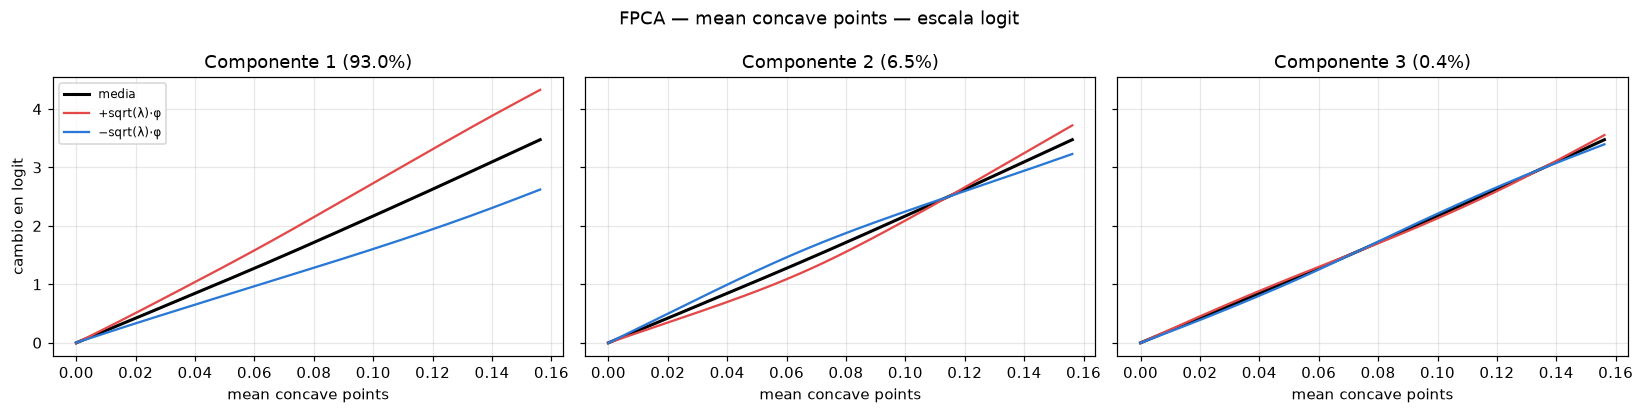 FPCA — mean concave points — escala logit
Componente 1 (93.0%)
Componente 2 (6.5%)
Componente 3 (0.4%)
media
+sqrt(λ)·φ
−sqrt(λ)·φ
cambio en logit
4
3
2
1
0
0.00 0.02 0.04 0.06 0.08 0.10 0.12 0.14 0.16
0.00 0.02 0.04 0.06 0.08 0.10 0.12 0.14 0.16
0.00 0.02 0.04 0.06 0.08 0.10 0.12 0.14 0.16
mean concave points
mean concave points
mean concave points